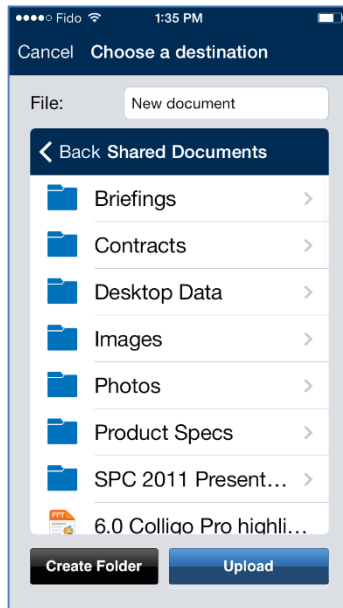 Fido 1:35 PM
Cancel Choose a destination
File: New document
Back Shared Documents
Briefings
Contracts
Desktop Data
Images
Photos
Product Specs
SPC 2011 Present...
PPT
6.0 Colligo Pro highli...
Create Folder Upload